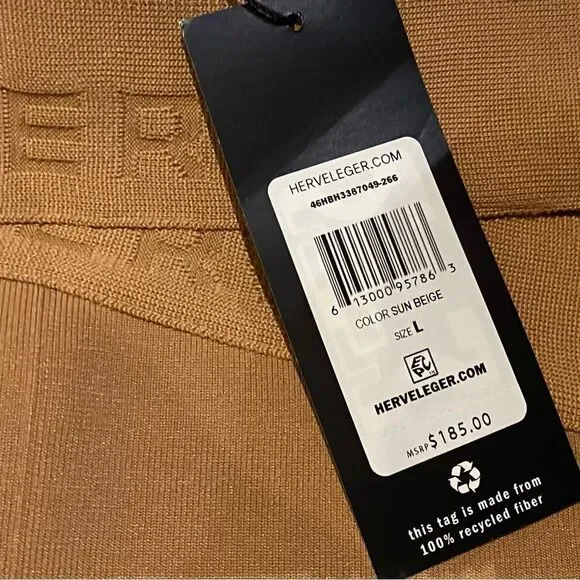 ER
HERVELEGER.COM
46HBH3387049-266
6 13000 95786 3
COLOR SUN BEIGE
SIZE L
HERVELEGER.COM
MSRP $185.00
this tag is made from
100% recycled fiber